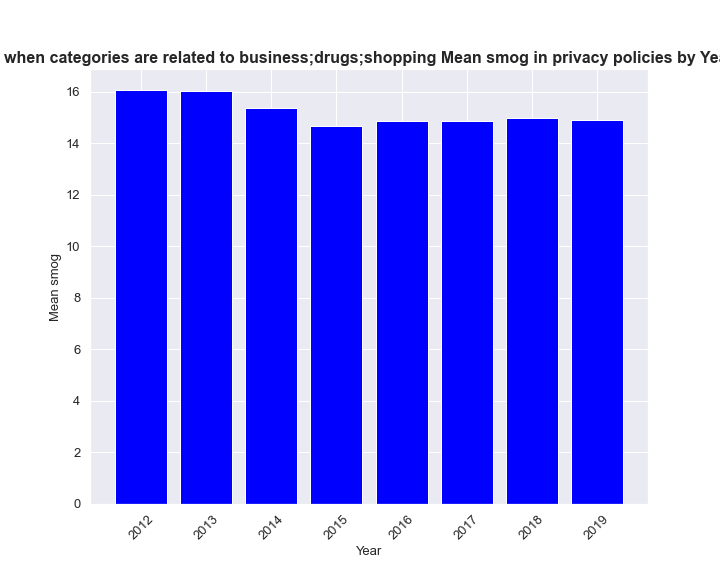 when categories are related to business;drugs;shopping Mean smog in privacy policies by Yea
16
14
12
10
8
6
4
2
0
Mean smog
2012 2013 2014 2015 2016 2017 2018 2019
Year